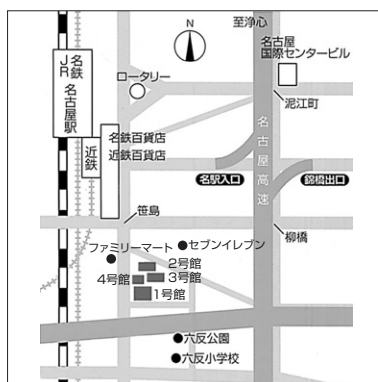 至浄心
名古屋
国際センタービル
名鉄
JR
名古屋駅
ロータリー
泥江町
名鉄百貨店
近鉄百貨店
近鉄
名古屋高速
名駅入口
錦橋出口
笹島
柳橋
ファミリーマート
セブンイレブン
2号館
3号館
4号館
1号館
六反公園
六反小学校
N